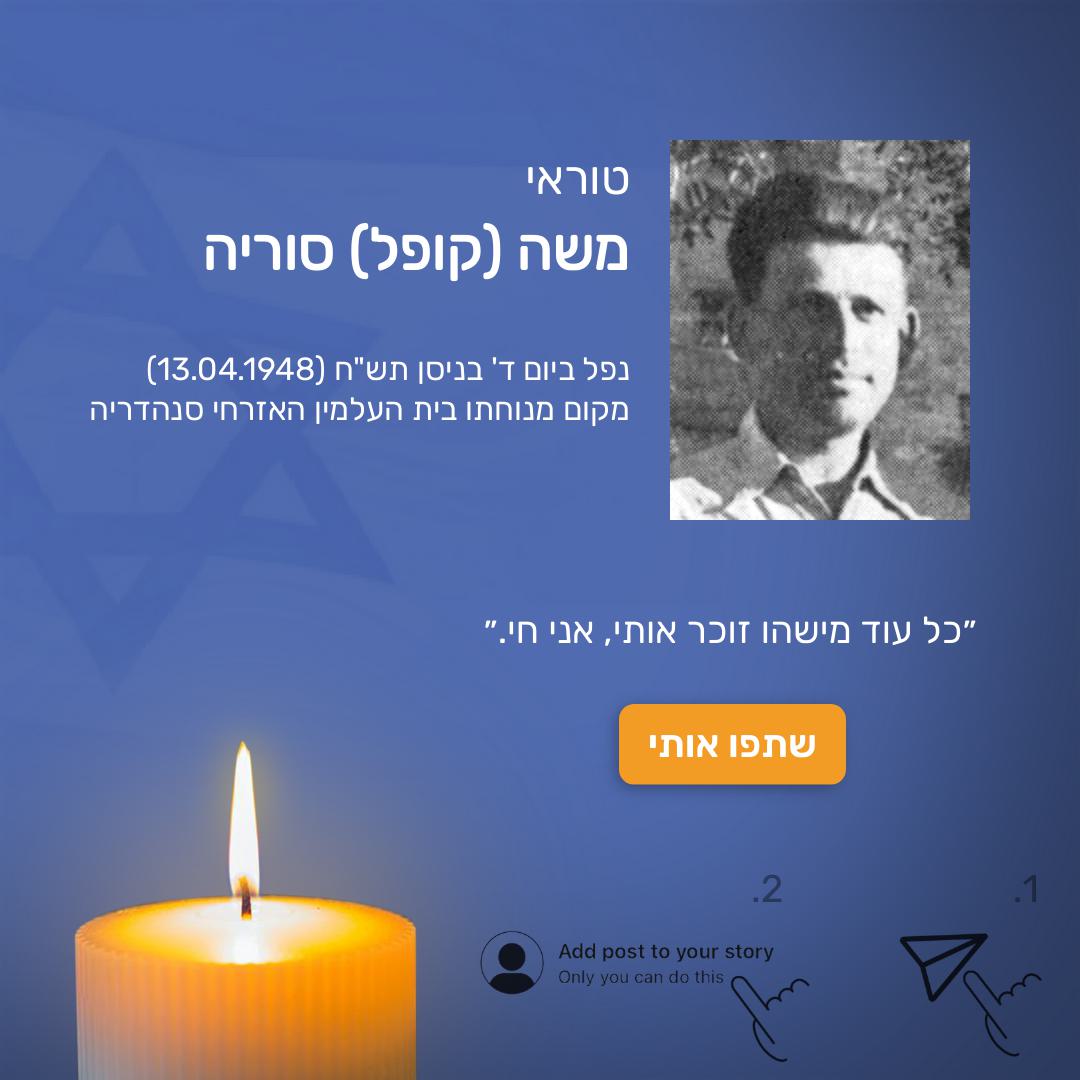 טוראי
משה (קופל) סוריה
נפל ביום ד' בניסן תש"ח (13.04.1948)
מקום מנוחתו בית העלמין האזרחי סנהדריה
״כל עוד מישהו זוכר אותי, אני חי.״
שתפו אותי
.1
.2
Add post to your story
Only you can do this